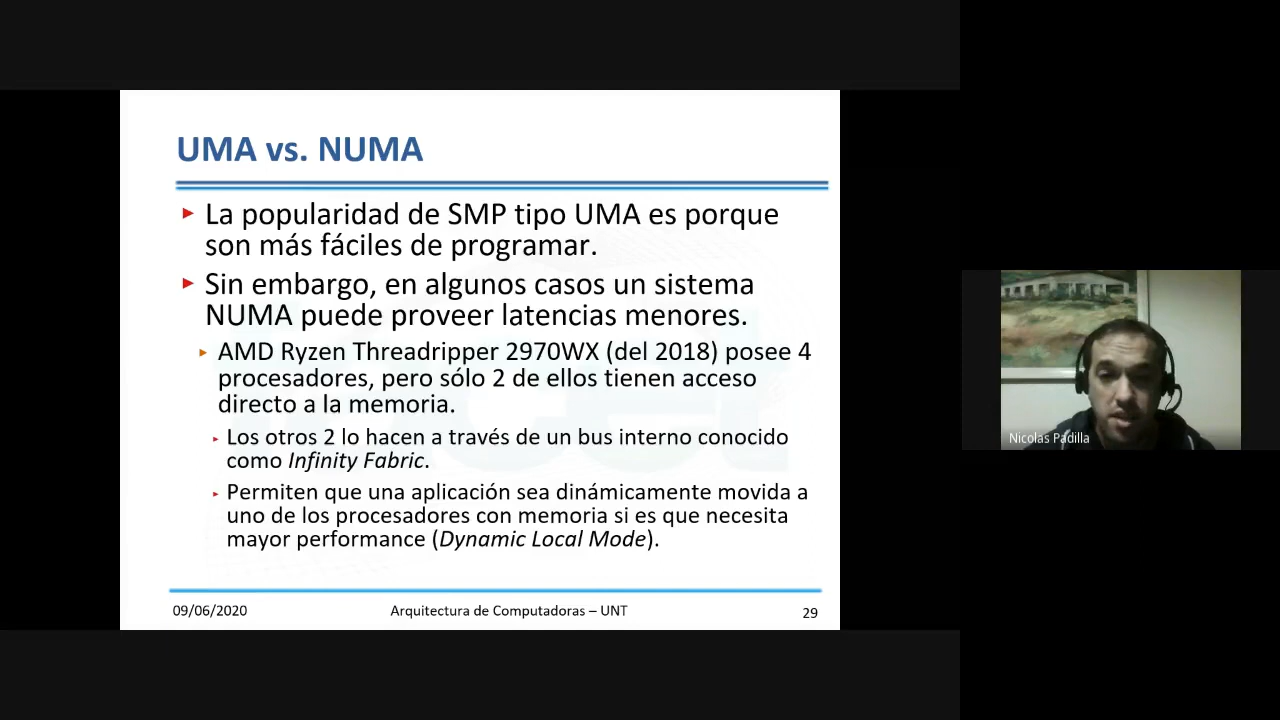 UMA vs. NUMA
La popularidad de SMP tipo UMA es porque
son más fáciles de programar.
Sin embargo, en algunos casos un sistema
NUMA puede proveer latencias menores.
AMD Ryzen Threadripper 2970WX (del 2018) posee 4
procesadores, pero sólo 2 de ellos tienen acceso
directo a la memoria.
Los otros 2 lo hacen a través de un bus interno conocido
como Infinity Fabric.
Permiten que una aplicación sea dinámicamente movida a
uno de los procesadores con memoria si es que necesita
mayor performance (Dynamic Local Mode).
09/06/2020
Arquitectura de Computadoras – UNT
29
Nicolas Padilla